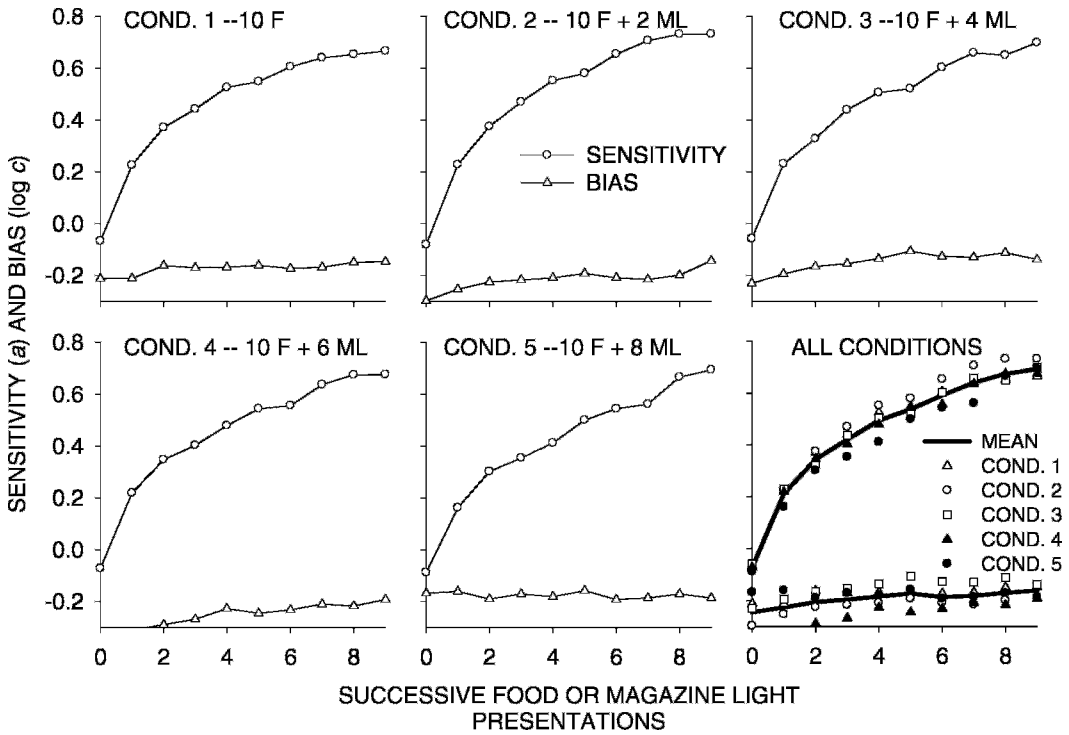 COND. 1 --10 F
COND. 2 -- 10 F + 2 ML
COND. 3 --10 F + 4 ML
0.8
0.6
0.4
0.2
0.0
-0.2
SENSITIVITY
BIAS
SENSITIVITY (a) AND BIAS (log c)
COND. 4 -- 10 F + 6 ML
COND. 5 --10 F + 8 ML
ALL CONDITIONS
0.8
0.6
0.4
0.2
0.0
-0.2
MEAN
COND. 1
COND. 2
COND. 3
COND. 4
COND. 5
0 2 4 6 8
0 2 4 6 8
0 2 4 6 8
SUCCESSIVE FOOD OR MAGAZINE LIGHT
PRESENTATIONS